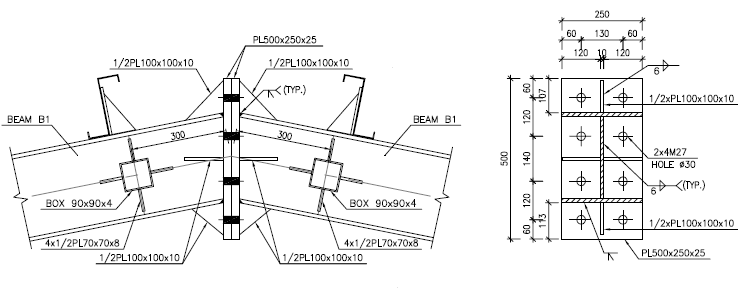 PL500x250x25
1/2PL100x100x10
1/2PL100x100x10
(TYP.)
BEAM B1
BEAM B1
300
300
BOX 90x90x4
BOX 90x90x4
4x1/2PL70x70x8
4x1/2PL70x70x8
1/2PL100x100x10
1/2PL100x100x10
250
60
130
60
120
10
120
6
500
60
120
140
120
60
107
113
1/2xPL100x100x10
2x4M27
HOLE ø30
6
(TYP.)
1/2xPL100x100x10
PL500x250x25